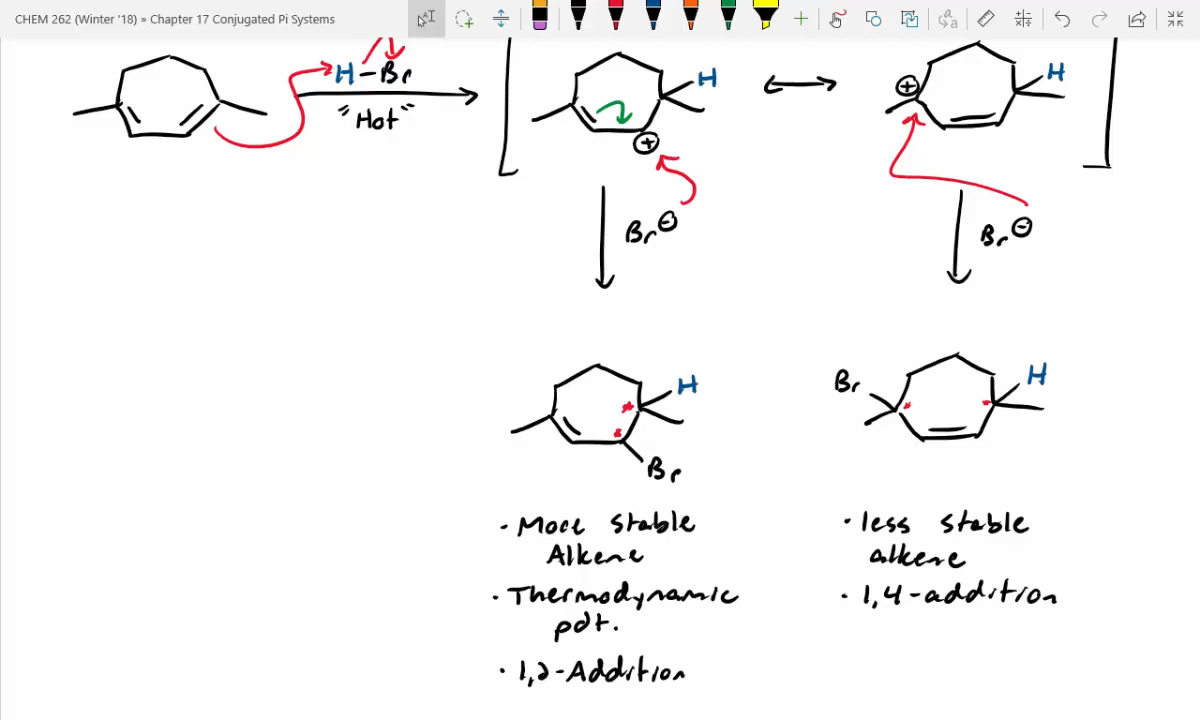 CHEM 262 (Winter '18) » Chapter 17 Conjugated Pi Systems
H-Br
"Hot"
H
+
H
+
Br⊖
Br⊖
H
Br
Br
H
· More stable
Alkene
· Thermodynamic
pdt.
· 1,2-Addition
· less stable
alkene
· 1,4-addition